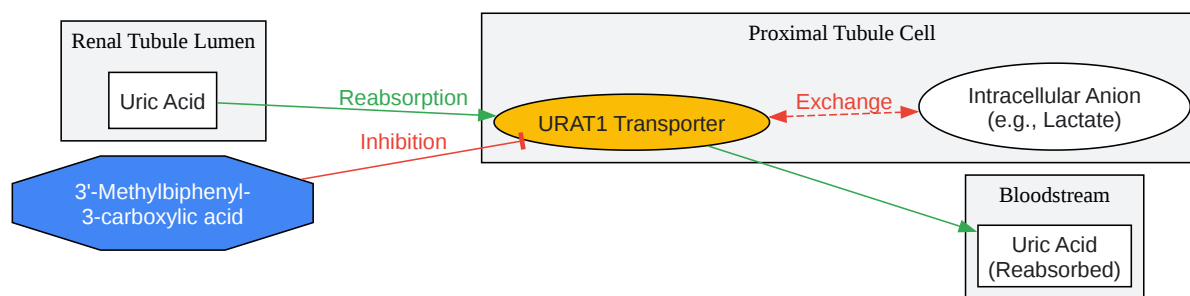 Renal Tubule Lumen
Uric Acid
Reabsorption
Inhibition
3'-Methylbiphenyl-
3-carboxylic acid
Proximal Tubule Cell
URAT1 Transporter
Exchange
Intracellular Anion
(e.g., Lactate)
Bloodstream
Uric Acid
(Reabsorbed)